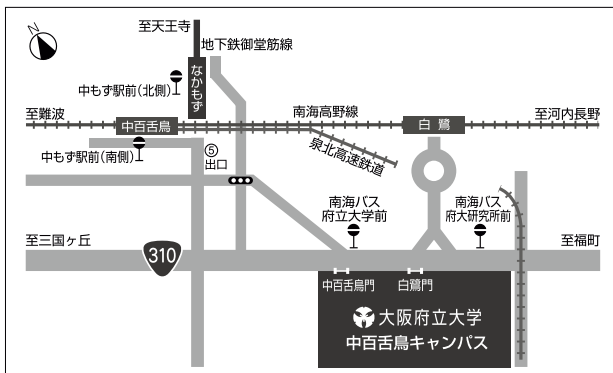 至天王寺
地下鉄御堂筋線
なかもず
中もず駅前(北側)
至難波
中百舌鳥
南海高野線
白鷺
至河内長野
泉北高速鉄道
中もず駅前(南側)
⑤
出口
南海バス
府立大学前
南海バス
府大研究所前
至三国ヶ丘
310
至福町
中百舌鳥門
白鷺門
大阪府立大学
中百舌鳥キャンパス